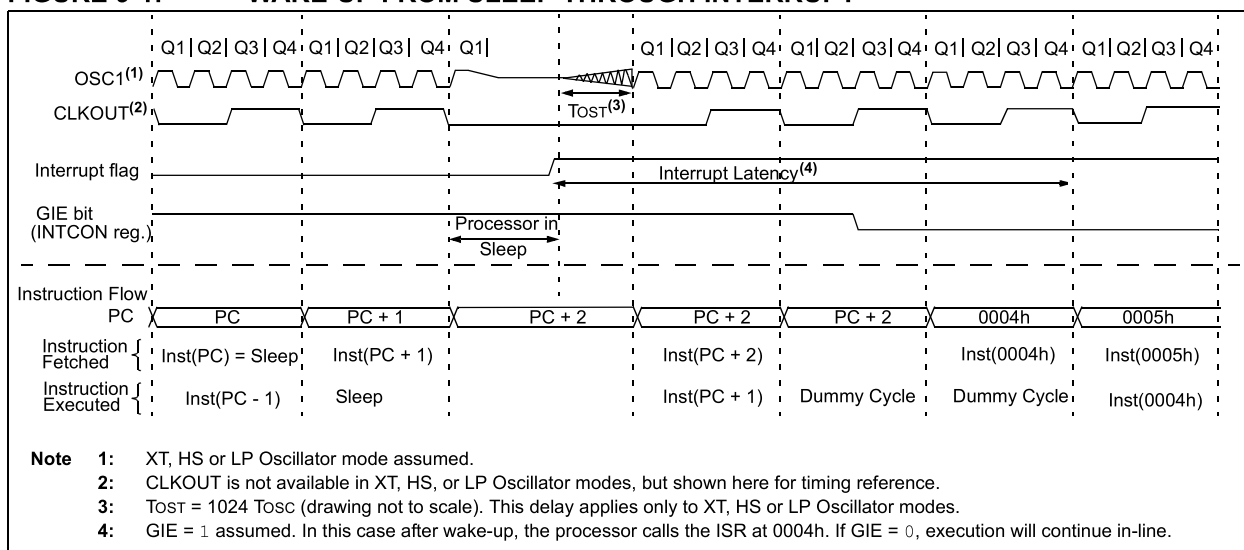 FIGURE 9-1: WAKE-UP FROM SLEEP THROUGH INTERRUPT
Q1| Q2| Q3| Q4 Q1| Q2| Q3| Q4 Q1| Q1| Q2| Q3| Q4 Q1| Q2| Q3| Q4 Q1| Q2| Q3| Q4 Q1| Q2| Q3| Q4
OSC1(1)
TOST(3)
CLKOUT(2)
Interrupt flag
Interrupt Latency(4)
GIE bit
(INTCON reg.)
Processor in
Sleep
Instruction Flow
PC PC PC + 1 PC + 2 PC + 2 PC + 2 0004h 0005h
Instruction
Fetched { Inst(PC) = Sleep Inst(PC + 1) Inst(PC + 2) Inst(0004h) Inst(0005h)
Instruction
Executed { Inst(PC - 1) Sleep Inst(PC + 1) Dummy Cycle Dummy Cycle Inst(0004h)
Note 1: XT, HS or LP Oscillator mode assumed.
2: CLKOUT is not available in XT, HS, or LP Oscillator modes, but shown here for timing reference.
3: TOST = 1024 TOSC (drawing not to scale). This delay applies only to XT, HS or LP Oscillator modes.
4: GIE = 1 assumed. In this case after wake-up, the processor calls the ISR at 0004h. If GIE = 0, execution will continue in-line.